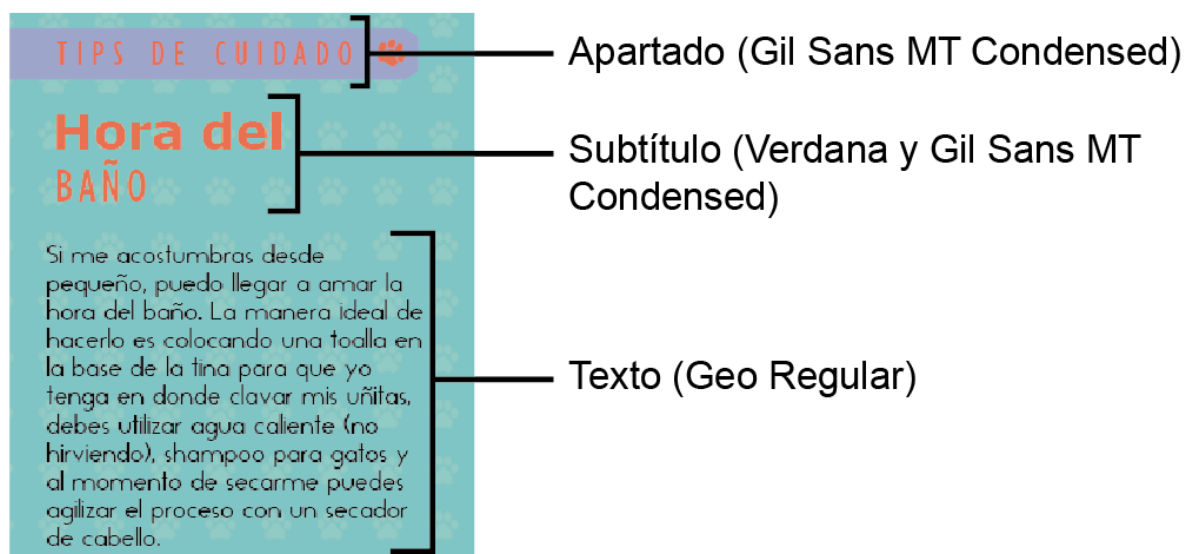 TIPS DE CUIDADO
Apartado (Gil Sans MT Condensed)
Hora del
BAÑO
Subtítulo (Verdana y Gil Sans MT
Condensed)
Si me acostumbras desde
pequeño, puedo llegar a amar la
hora del baño. La manera ideal de
hacerlo es colocando una toalla en
la base de la tina para que yo
tenga en donde clavar mis uñitas,
debes utilizar agua caliente (no
hirviendo), shampoo para gatos y
al momento de secarme puedes
agilizar el proceso con un secador
de cabello.
Texto (Geo Regular)